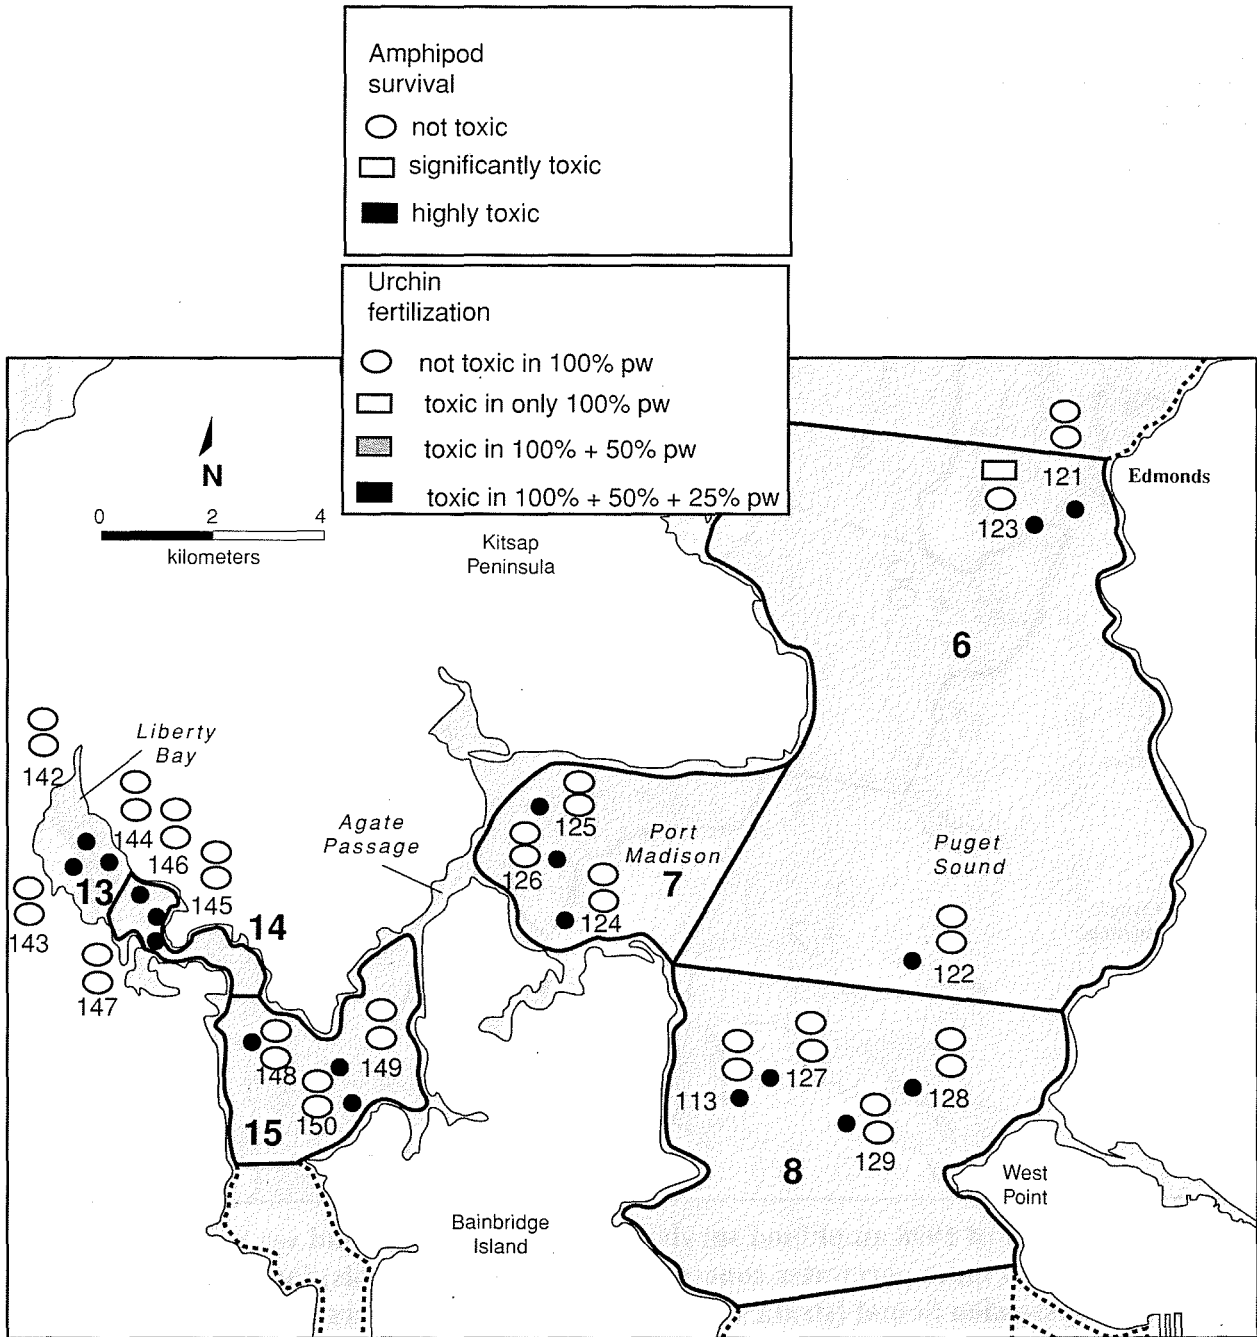 Amphipod
survival
not toxic
significantly toxic
highly toxic
Urchin
fertilization
not toxic in 100% pw
toxic in only 100% pw
toxic in 100% + 50% pw
toxic in 100% + 50% + 25% pw
N
0 2 4
kilometers
Kitsap
Peninsula
121
Edmonds
123
6
Liberty
Bay
142
144
146
145
13
143
147
14
Agate
Passage
125
126
124
Port
Madison
7
Puget
Sound
122
148
149
150
15
113
127
128
129
8
West
Point
Bainbridge
Island